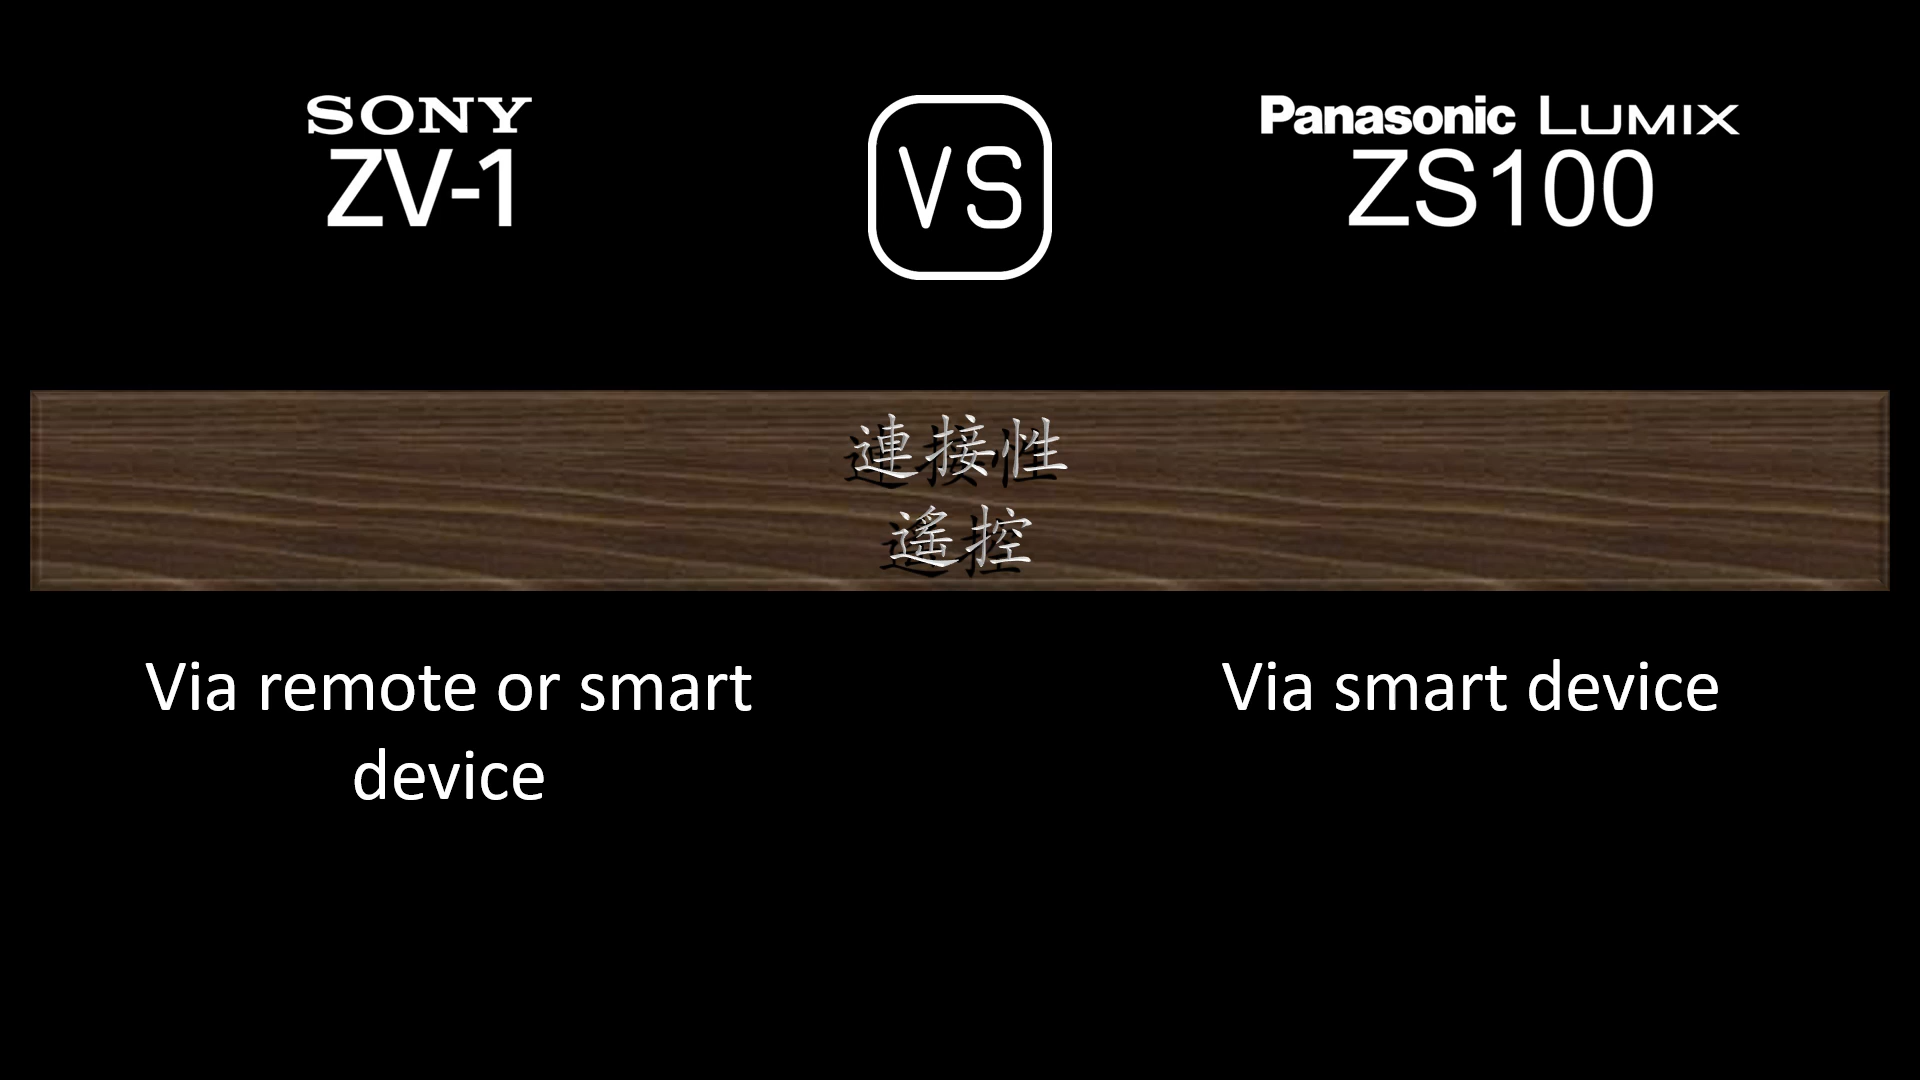 SONY
ZV-1
VS
Panasonic LUMIX
ZS100
連接性
遙控
Via remote or smart
device
Via smart device